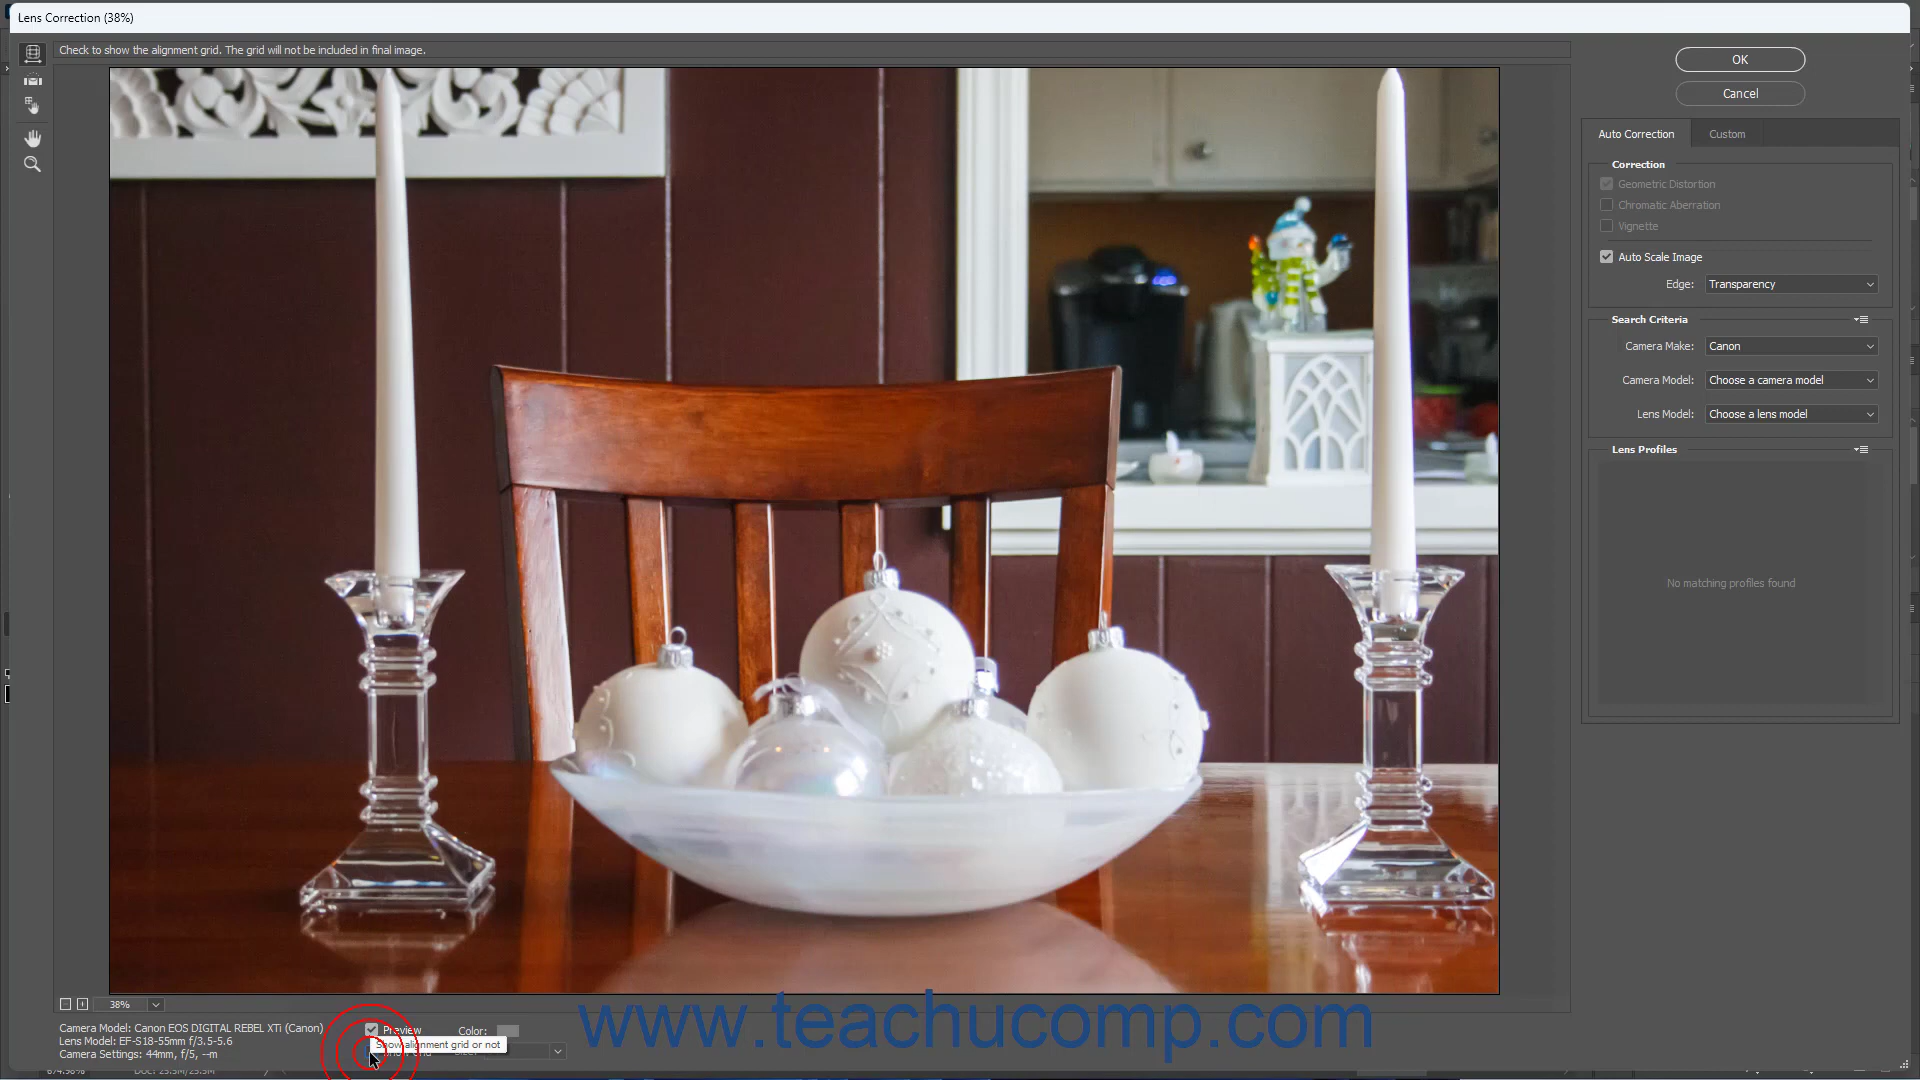 Lens Correction (38%)
Check to show the alignment grid. The grid will not be included in final image.
OK
Cancel
Auto Correction
Custom
Correction
Geometric Distortion
Chromatic Aberration
Vignette
Auto Scale Image
Edge: Transparency
Search Criteria
Camera Make: Canon
Camera Model: Choose a camera model
Lens Model: Choose a lens model
Lens Profiles
No matching profiles found
38%
Camera Model: Canon EOS DIGITAL REBEL XTi (Canon)
Lens Model: EF-S18-55mm f/3.5-5.6
Camera Settings: 44mm, f/5, --m
Preview
Color:
Show alignment grid or not
www.teachucomp.com